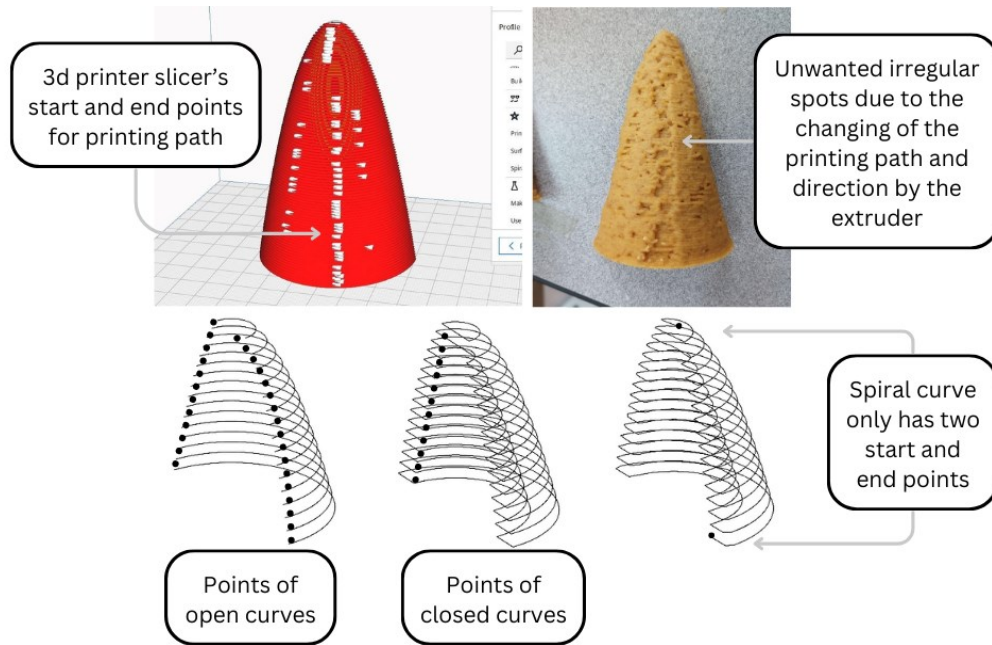 3d printer slicer's
start and end points
for printing path
Profile
Unwanted irregular
spots due to the
changing of the
printing path and
direction by the
extruder
Spiral curve
only has two
start and
end points
Points of
open curves
Points of
closed curves